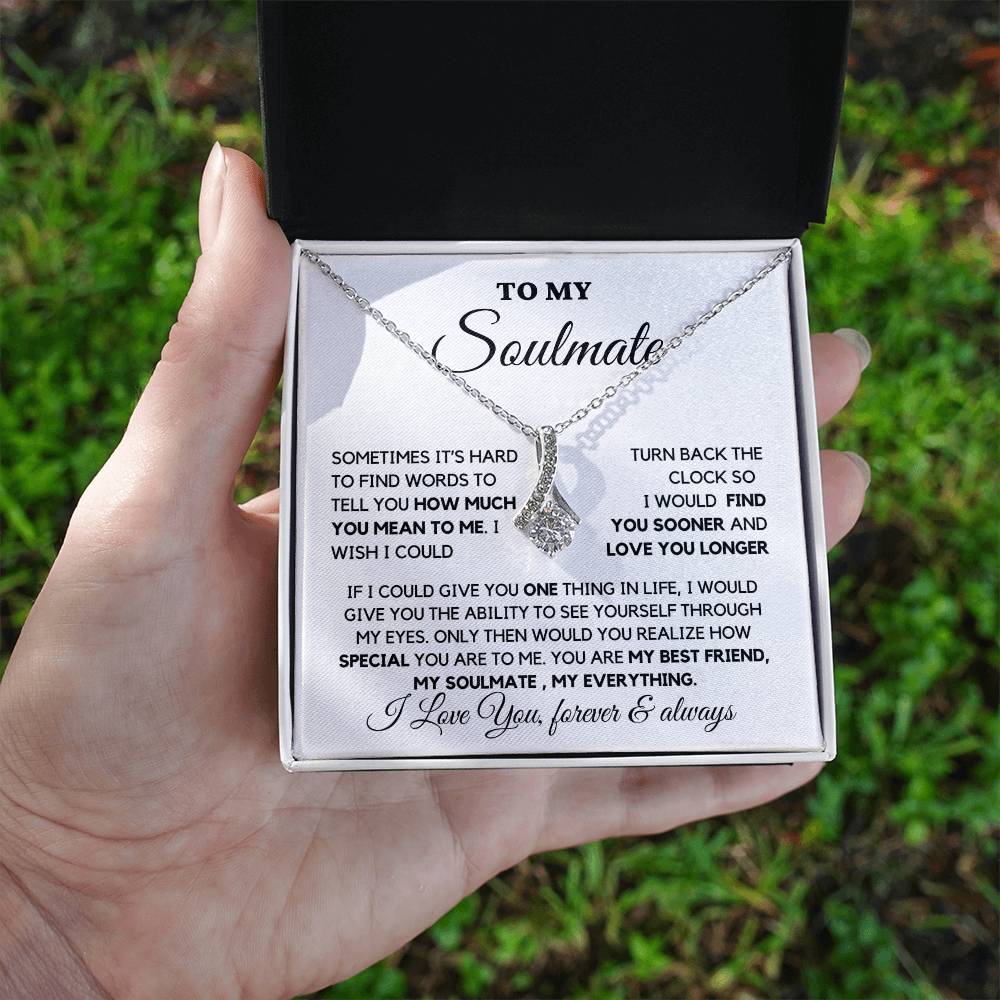 TO MY
Soulmate
SOMETIMES IT'S HARD
TO FIND WORDS TO
TELL YOU HOW MUCH
YOU MEAN TO ME. I
WISH I COULD
TURN BACK THE
CLOCK SO
I WOULD FIND
YOU SOONER AND
LOVE YOU LONGER
IF I COULD GIVE YOU ONE THING IN LIFE, I WOULD
GIVE YOU THE ABILITY TO SEE YOURSELF THROUGH
MY EYES. ONLY THEN WOULD YOU REALIZE HOW
SPECIAL YOU ARE TO ME. YOU ARE MY BEST FRIEND,
MY SOULMATE , MY EVERYTHING.
I Love You, forever & always